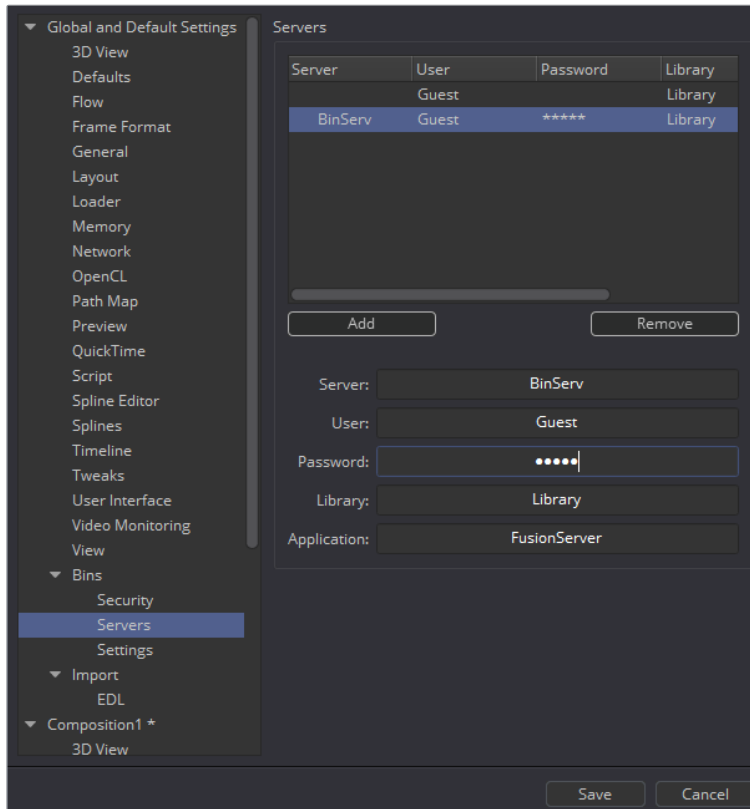 Global and Default Settings
3D View
Defaults
Flow
Frame Format
General
Layout
Loader
Memory
Network
OpenCL
Path Map
Preview
QuickTime
Script
Spline Editor
Splines
Timeline
Tweaks
User Interface
Video Monitoring
View
Bins
Security
Servers
Settings
Import
EDL
Composition1 *
3D View
Servers
Server User Password Library
Guest Library
BinServ Guest ***** Library
Add Remove
Server: BinServ
User: Guest
Password: •••••
Library: Library
Application: FusionServer
Save Cancel